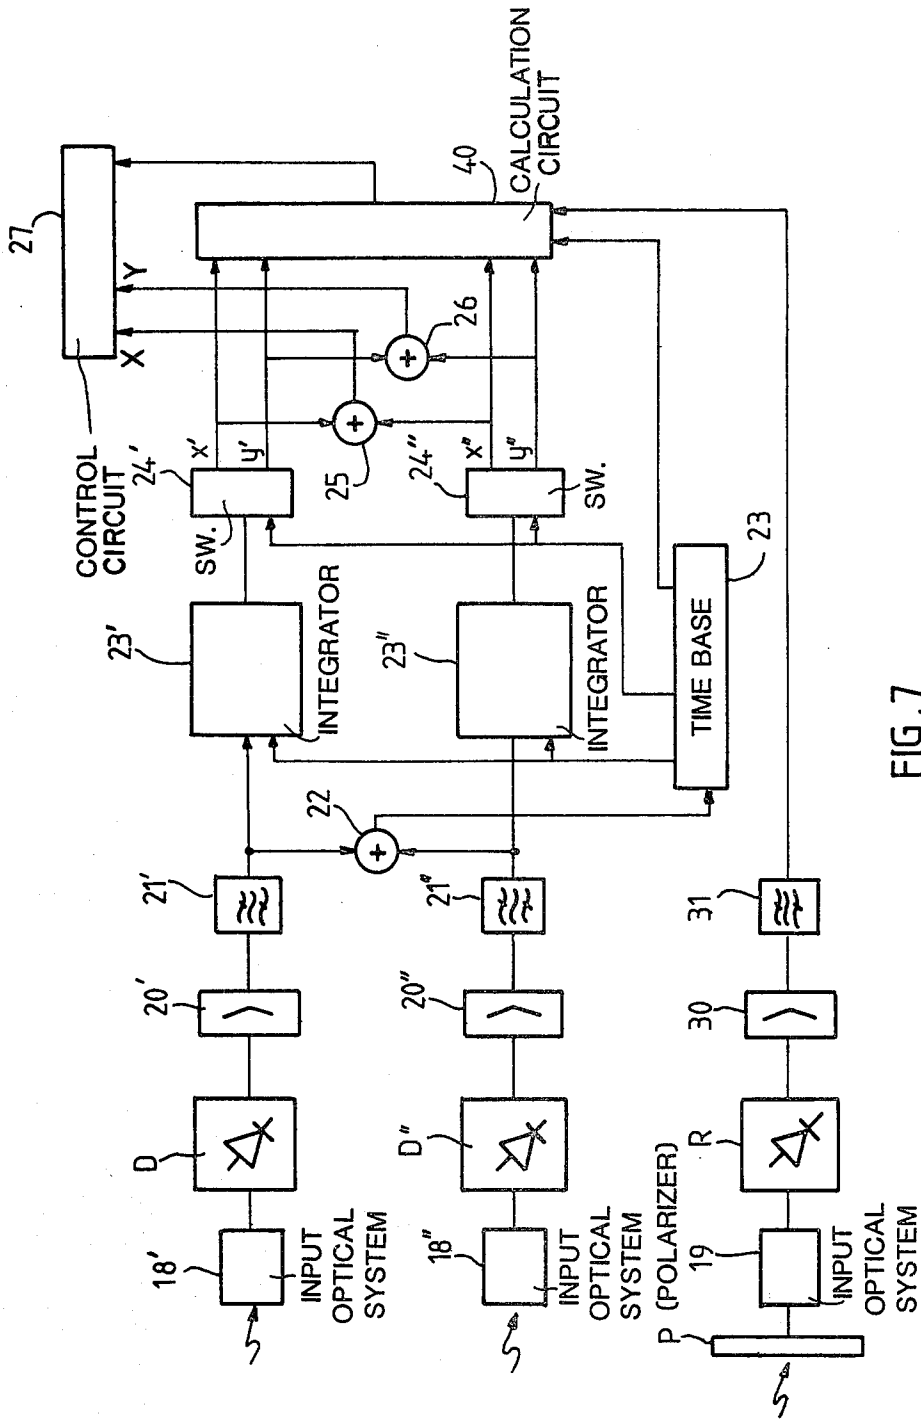 27
CONTROL
CIRCUIT
X
Y
40
CALCULATION
CIRCUIT
24'
SW.
x'
y'
25
26
24"
x"
y"
SW.
23'
INTEGRATOR
23"
INTEGRATOR
23
TIME BASE
22
21'
21"
31
20'
20"
30
D
D"
R
18'
INPUT
OPTICAL
SYSTEM
18"
INPUT
OPTICAL
SYSTEM
P (POLARIZER)
19
INPUT
OPTICAL
SYSTEM
FIG.7